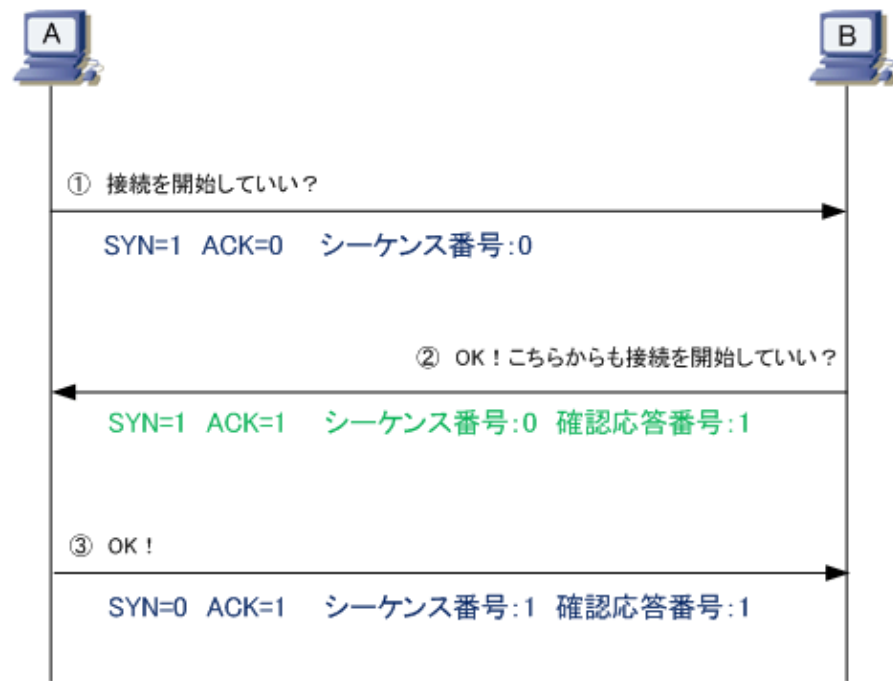 A
B
① 接続を開始していい?
SYN=1 ACK=0 シーケンス番号:0
② OK!こちらからも接続を開始していい?
SYN=1 ACK=1 シーケンス番号:0 確認応答番号:1
③ OK!
SYN=0 ACK=1 シーケンス番号:1 確認応答番号:1